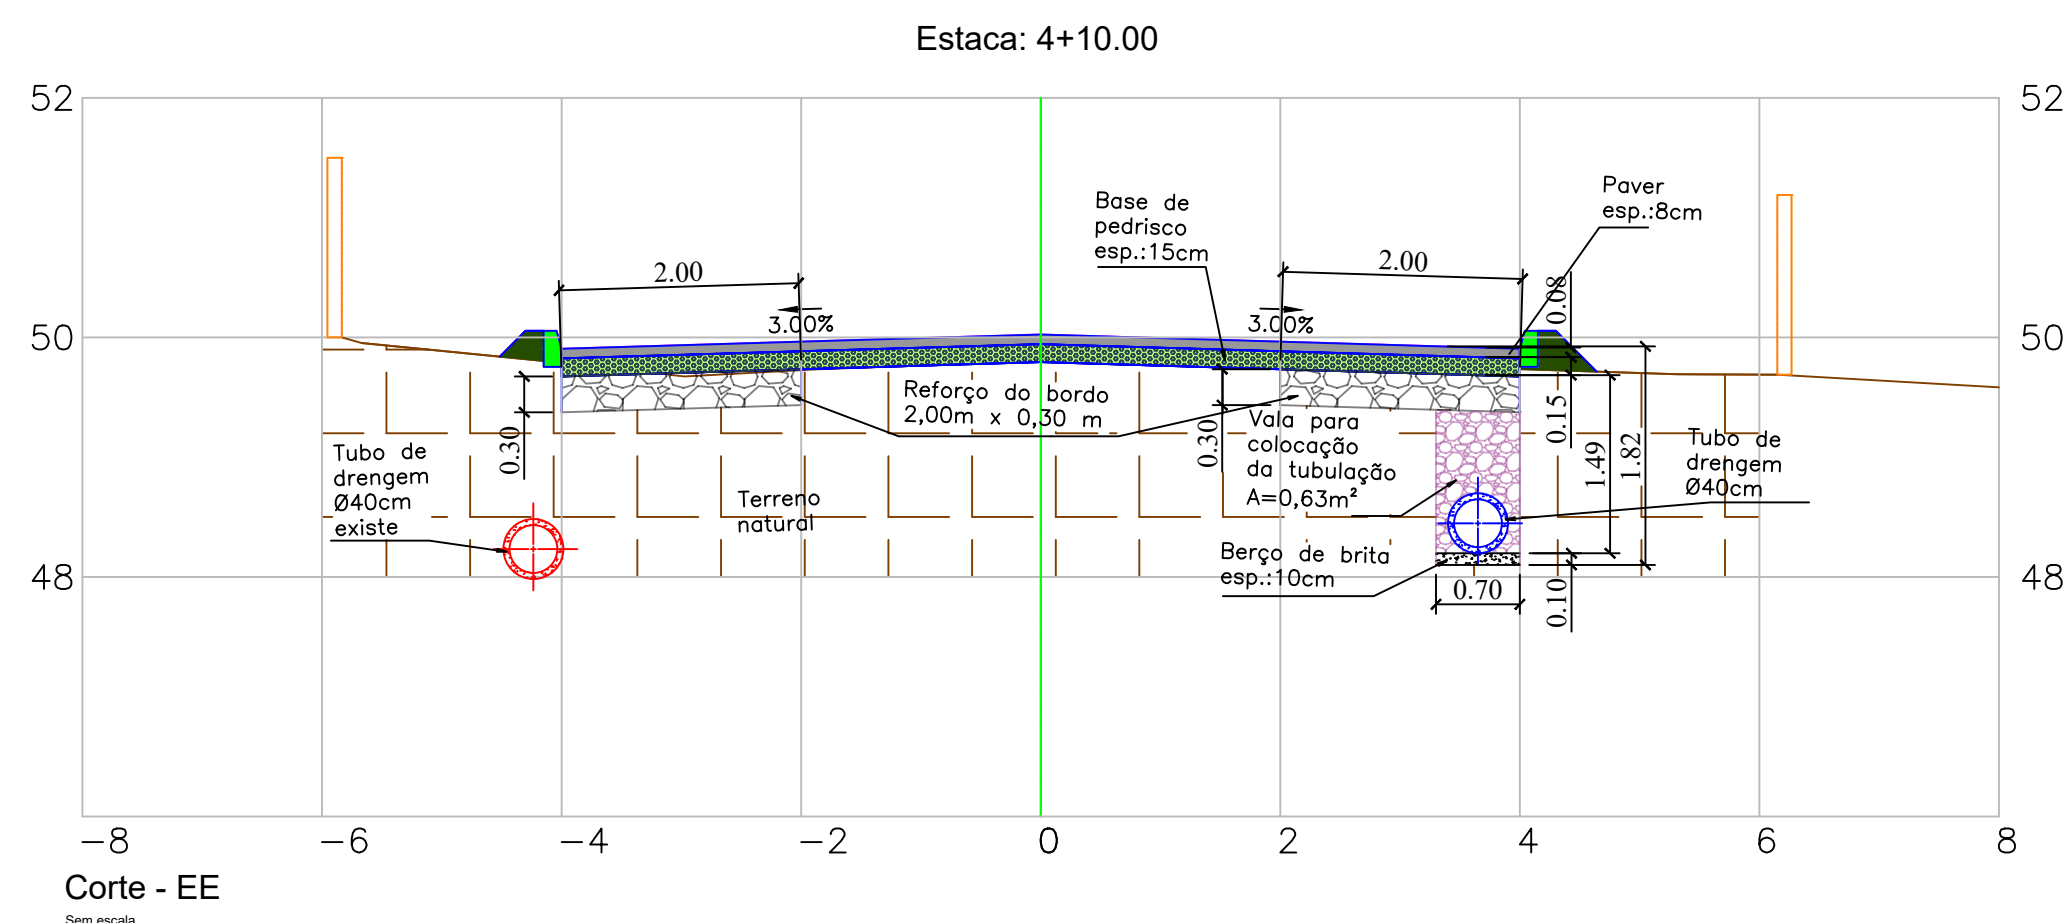 Estaca: 4+10.00
52
52
Paver
esp.:8cm
Base de
pedrisco
esp.:15cm
2.00
2.00
0.08
3.00%
3.00%
50
50
Reforço do bordo
2,00m x 0,30 m
0.30
0.30
Vala para
colocação
da tubulação
A=0,63m²
0.15
1.49
1.82
Tubo de
drengem
Ø40cm
Tubo de
drengem
Ø40cm
existe
Terreno
natural
Berço de brita
esp.:10cm
48
48
0.70
0.10
-8
-6
-4
-2
0
2
4
6
8
Corte - EE
Sem escala